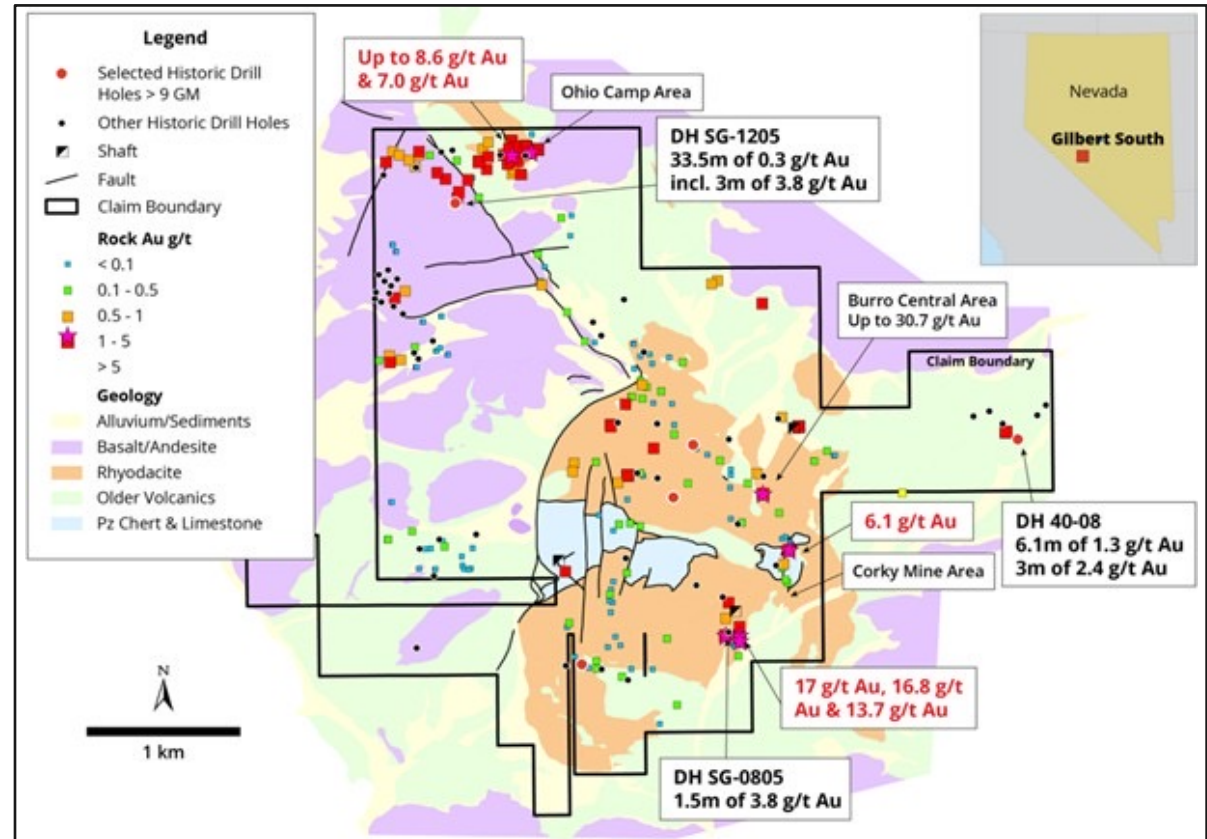 Legend
Selected Historic Drill
Holes > 9 GM
Other Historic Drill Holes
Shaft
Fault
Claim Boundary
Rock Au g/t
< 0.1
0.1 - 0.5
0.5 - 1
1 - 5
> 5
Geology
Alluvium/Sediments
Basalt/Andesite
Rhyodacite
Older Volcanics
Pz Chert & Limestone
N
1 km
Up to 8.6 g/t Au
& 7.0 g/t Au
Ohio Camp Area
DH SG-1205
33.5m of 0.3 g/t Au
incl. 3m of 3.8 g/t Au
Nevada
Gilbert South
Burro Central Area
Up to 30.7 g/t Au
Claim Boundary
6.1 g/t Au
DH 40-08
6.1m of 1.3 g/t Au
3m of 2.4 g/t Au
Corky Mine Area
17 g/t Au, 16.8 g/t
Au & 13.7 g/t Au
DH SG-0805
1.5m of 3.8 g/t Au